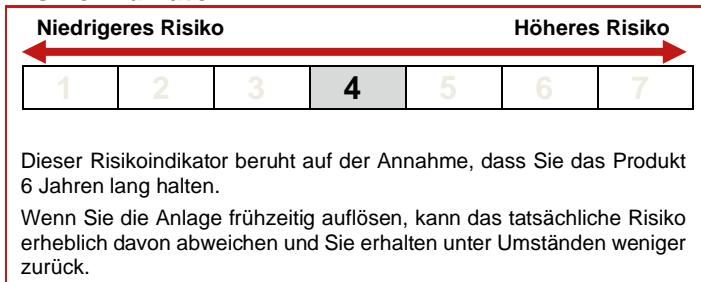 Niedrigeres Risiko Höheres Risiko
1 2 3 4 5 6 7
Dieser Risikoindikator beruht auf der Annahme, dass Sie das Produkt
6 Jahren lang halten.
Wenn Sie die Anlage frühzeitig auflösen, kann das tatsächliche Risiko
erheblich davon abweichen und Sie erhalten unter Umständen weniger
zurück.